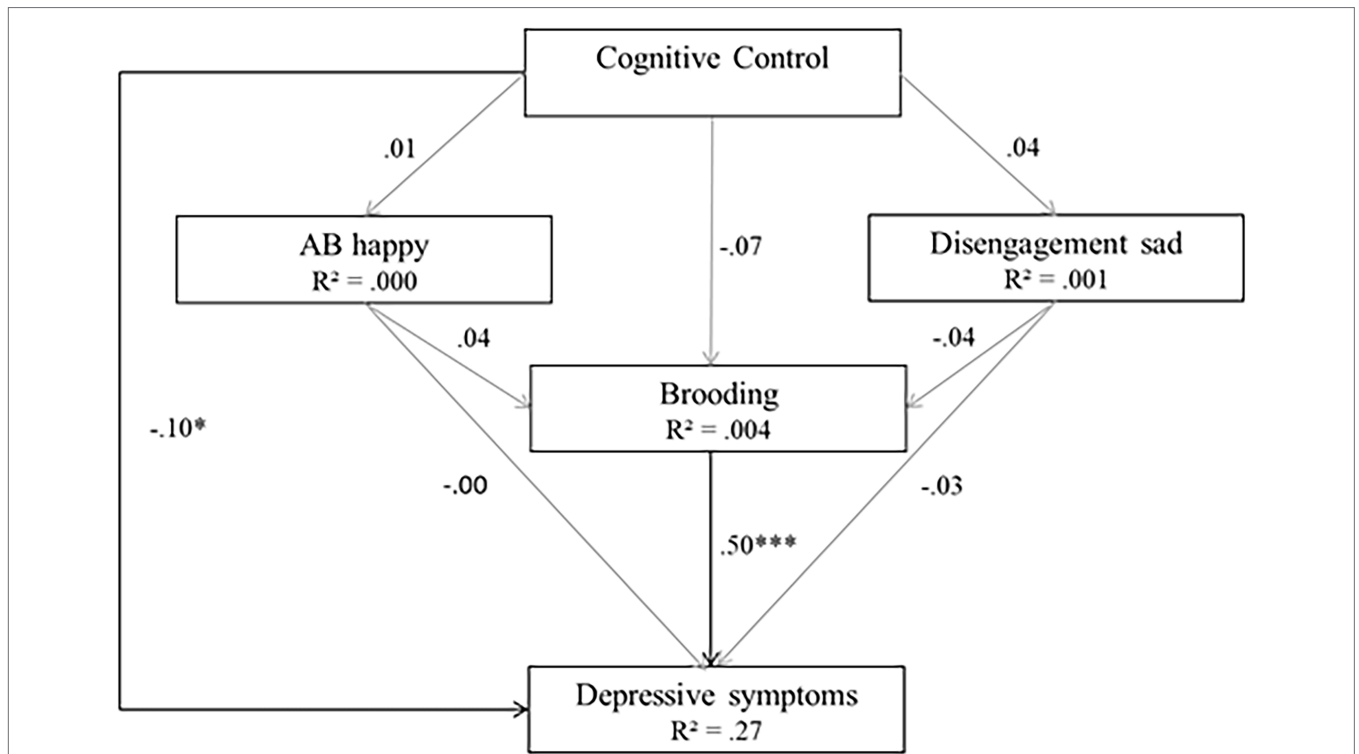 Cognitive Control
.01
.04
-.07
AB happy
R² = .000
Disengagement sad
R² = .001
.04
-.04
Brooding
R² = .004
-.10*
-.00
-.03
.50***
Depressive symptoms
R² = .27